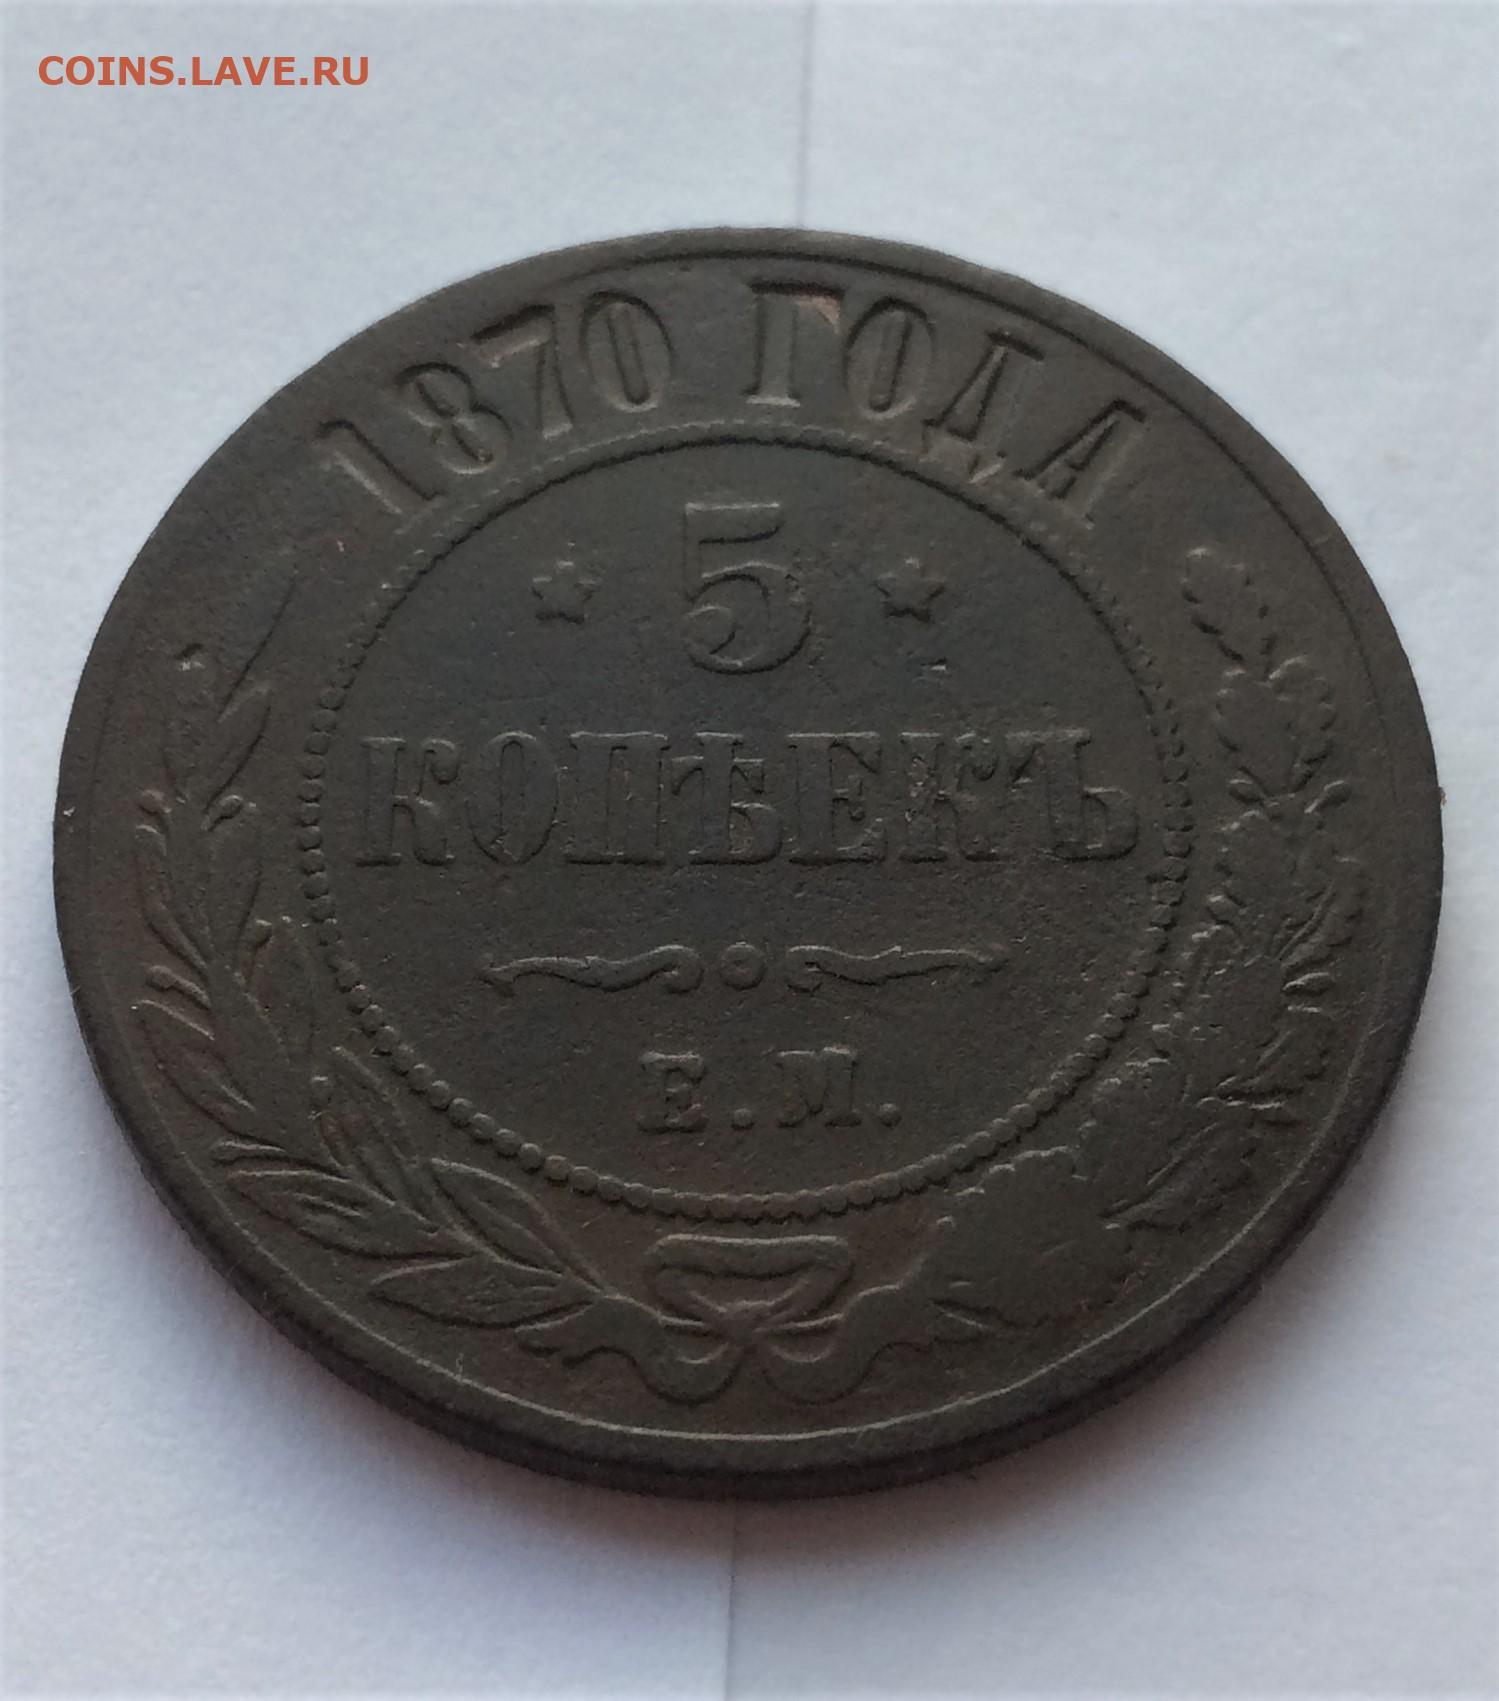 COINS.LAVE.RU
1870 ГОДА
5
КОПѢЕКЪ
Е.М.